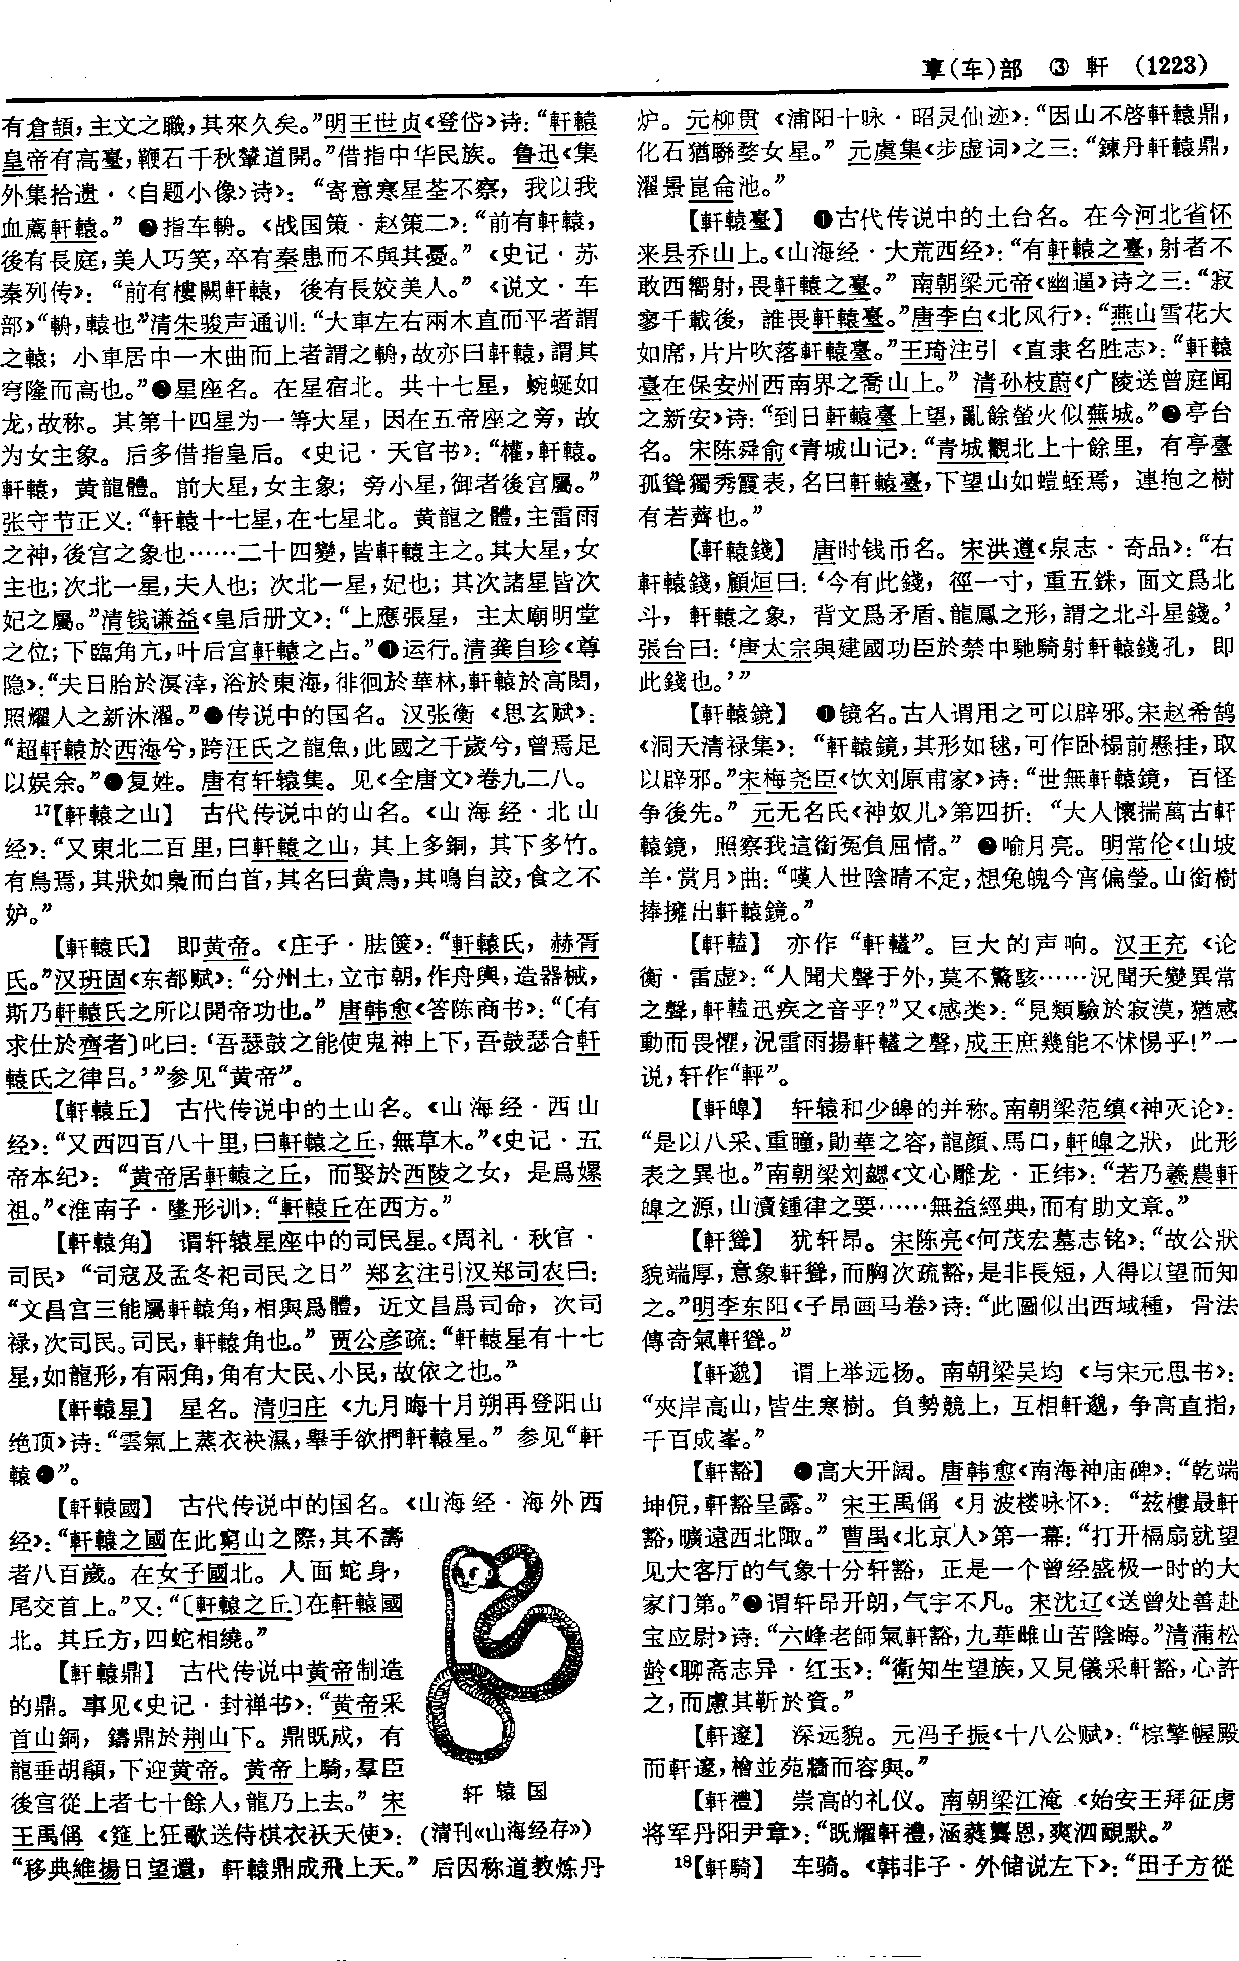 車(车)部 ③ 軒 (1223)
有倉頡,主文之職,其來久矣。”明王世贞《登岱》诗:“軒轅
皇帝有高臺,鞭石千秋輦道開。”借指中华民族。鲁迅《集
外集拾遗·〈自题小像〉诗》:“寄意寒星荃不察，我以我
血薦軒轅。”❷指车輈。《战国策·赵策二》:“前有軒轅，
後有長庭,美人巧笑,卒有秦患而不與其憂。”《史记·苏
秦列传》:“前有樓闕軒轅，後有長姣美人。”《说文·车
部》“輈,轅也”清朱骏声通训:“大車左右兩木直而平者謂
之轅；小車居中一木曲而上者謂之輈,故亦曰軒轅,謂其
穹隆而高也。”❸星座名。在星宿北。共十七星，蜿蜒如
龙,故称。其第十四星为一等大星，因在五帝座之旁，故
为女主象。后多借指皇后。《史记·天官书》:“權,軒轅。
軒轅，黄龍體。前大星,女主象；旁小星,御者後宫屬。”
张守节正义:“軒轅十七星,在七星北。黄龍之體,主雷雨
之神,後宫之象也……二十四變,皆軒轅主之。其大星,女
主也;次北一星,夫人也；次北一星,妃也；其次諸星皆次
妃之屬。”清钱谦益《皇后册文》:“上應張星，主太廟明堂
之位;下臨角亢,叶后宫軒轅之占。”❹运行。清龚自珍《尊
隐》:“夫日胎於溟涬,浴於東海,徘徊於華林,軒轅於高閎,
照耀人之新沐濯。”❺传说中的国名。汉张衡《思玄赋》:
“超軒轅於西海兮,跨汪氏之龍魚,此國之千歲兮,曾焉足
以娱余。”❻复姓。唐有轩辕集。见《全唐文》卷九二八。
17【軒轅之山】 古代传说中的山名。《山海经·北山
经》:“又東北二百里,曰軒轅之山，其上多銅，其下多竹。
有鳥焉,其狀如梟而白首,其名曰黄鳥,其鳴自詨,食之不
妒。”
【軒轅氏】 即黄帝。《庄子·胠箧》:“軒轅氏，赫胥
氏。”汉班固《东都赋》:“分州土,立市朝,作舟輿,造器械,
斯乃軒轅氏之所以開帝功也。”唐韩愈《答陈商书》:“〔有
求仕於齊者〕叱曰:‘吾瑟鼓之能使鬼神上下,吾鼓瑟合軒
轅氏之律吕。’”参见“黄帝”。
【軒轅丘】 古代传说中的土山名。《山海经·西山
经》:“又西四百八十里,曰軒轅之丘,無草木。”《史记·五
帝本纪》:“黄帝居軒轅之丘，而娶於西陵之女，是爲嫘
祖。”《淮南子·墬形训》:“軒轅丘在西方。”
【軒轅角】 谓轩辕星座中的司民星。《周礼·秋官·
司民》“司寇及孟冬祀司民之日”郑玄注引汉郑司农曰:
“文昌宫三能屬軒轅角,相與爲體，近文昌爲司命，次司
禄,次司民。司民,軒轅角也。”贾公彦疏:“軒轅星有十七
星,如龍形,有兩角,角有大民、小民,故依之也。”
【軒轅星】 星名。清归庄《九月晦十月朔再登阳山
绝顶》诗:“雲氣上蒸衣袂濕,舉手欲捫軒轅星。”参见“軒
轅❸”。
【軒轅國】 古代传说中的国名。《山海经·海外西
经》:“軒轅之國在此窮山之際,其不壽
者八百歲。在女子國北。人面蛇身，
尾交首上。”又:“〔軒轅之丘〕在軒轅國
北。其丘方,四蛇相繞。”
【軒轅鼎】 古代传说中黄帝制造
的鼎。事见《史记·封禅书》:“黄帝采
首山銅，鑄鼎於荆山下。鼎既成，有
龍垂胡髯,下迎黄帝。黄帝上騎,羣臣
後宫從上者七十餘人,龍乃上去。”宋
王禹偁《筵上狂歌送侍棋衣袄天使》:
“移典維揚日望還，軒轅鼎成飛上天。”后因称道教炼丹
轩辕国
(清刊《山海经存》)
炉。元柳贯《浦阳十咏·昭灵仙迹》:“因山不啓軒轅鼎,
化石猶聯婺女星。”元虞集《步虚词》之三:“鍊丹軒轅鼎,
濯景崑侖池。”
【軒轅臺】 ❶古代传说中的土台名。在今河北省怀
来县乔山上。《山海经·大荒西经》:“有軒轅之臺,射者不
敢西嚮射,畏軒轅之臺。”南朝梁元帝《幽逼》诗之三:“寂
寥千載後，誰畏軒轅臺。”唐李白《北风行》:“燕山雪花大
如席,片片吹落軒轅臺。”王琦注引《直隶名胜志》:“軒轅
臺在保安州西南界之喬山上。”清孙枝蔚《广陵送曾庭闻
之新安》诗:“到日軒轅臺上望,亂餘螢火似蕪城。”❷亭台
名。宋陈舜俞《青城山记》:“青城觀北上十餘里，有亭臺
孤聳獨秀霞表,名曰軒轅臺,下望山如螘蛭焉，連抱之樹
有若薺也。”
【軒轅錢】 唐时钱币名。宋洪遵《泉志·奇品》:“右
軒轅錢,顧烜曰:‘今有此錢，徑一寸，重五銖，面文爲北
斗，軒轅之象，背文爲矛盾、龍鳳之形,謂之北斗星錢。’
張台曰:‘唐太宗與建國功臣於禁中馳騎射軒轅錢孔，即
此錢也。’”
【軒轅鏡】 ❶镜名。古人谓用之可以辟邪。宋赵希鹄
《洞天清禄集》:“軒轅鏡,其形如毬,可作卧榻前懸挂,取
以辟邪。”宋梅尧臣《饮刘原甫家》诗:“世無軒轅鏡，百怪
争後先。”元无名氏《神奴儿》第四折:“大人懷揣萬古軒
轅鏡，照察我這銜冤負屈情。”❷喻月亮。明常伦《山坡
羊·赏月》曲:“嘆人世陰晴不定,想兔魄今宵偏瑩。山銜樹
捧擁出軒轅鏡。”
【軒𨍰】 亦作“軒轞”。巨大的声响。汉王充《论
衡·雷虚》:“人聞犬聲于外,莫不驚駭……況聞天變異常
之聲,軒𨍰迅疾之音乎?”又《感类》:“見類驗於寂漠,猶感
動而畏懼,況雷雨揚軒轞之聲,成王庶幾能不怵惕乎!”一
说,轩作“輷”。
【軒皞】 轩辕和少皞的并称。南朝梁范缜《神灭论》:
“是以八采、重瞳,勛華之容,龍顔、馬口,軒皞之狀，此形
表之異也。”南朝梁刘勰《文心雕龙·正纬》:“若乃羲農軒
皞之源,山瀆鍾律之要……無益經典,而有助文章。”
【軒聳】 犹轩昂。宋陈亮《何茂宏墓志铭》:“故公狀
貌端厚,意象軒聳,而胸次疏豁,是非長短,人得以望而知
之。”明李东阳《子昂画马卷》诗:“此圖似出西域種，骨法
傳奇氣軒聳。”
【軒邈】 谓上举远扬。南朝梁吴均《与宋元思书》:
“夾岸高山,皆生寒樹。負勢競上，互相軒邈,争高直指,
千百成峯。”
【軒豁】 ❶高大开阔。唐韩愈《南海神庙碑》:“乾端
坤倪,軒豁呈露。”宋王禹偁《月波楼咏怀》:“兹樓最軒
豁,曠遠西北陬。”曹禺《北京人》第一幕:“打开槅扇就望
见大客厅的气象十分轩豁，正是一个曾经盛极一时的大
家门第。”❷谓轩昂开朗,气宇不凡。宋沈辽《送曾处善赴
宝应尉》诗:“六峰老師氣軒豁,九華雌山苦陰晦。”清蒲松
龄《聊斋志异·红玉》:“衛知生望族,又見儀采軒豁,心許
之,而慮其靳於資。”
【軒邃】 深远貌。元冯子振《十八公赋》:“棕擎幄殿
而軒邃,檜並苑牆而容與。”
【軒禮】 崇高的礼仪。南朝梁江淹《始安王拜征虏
将军丹阳尹章》:“既耀軒禮,涵蕤龔恩,爽泗靦默。”
18【軒騎】 车骑。《韩非子·外储说左下》:“田子方從